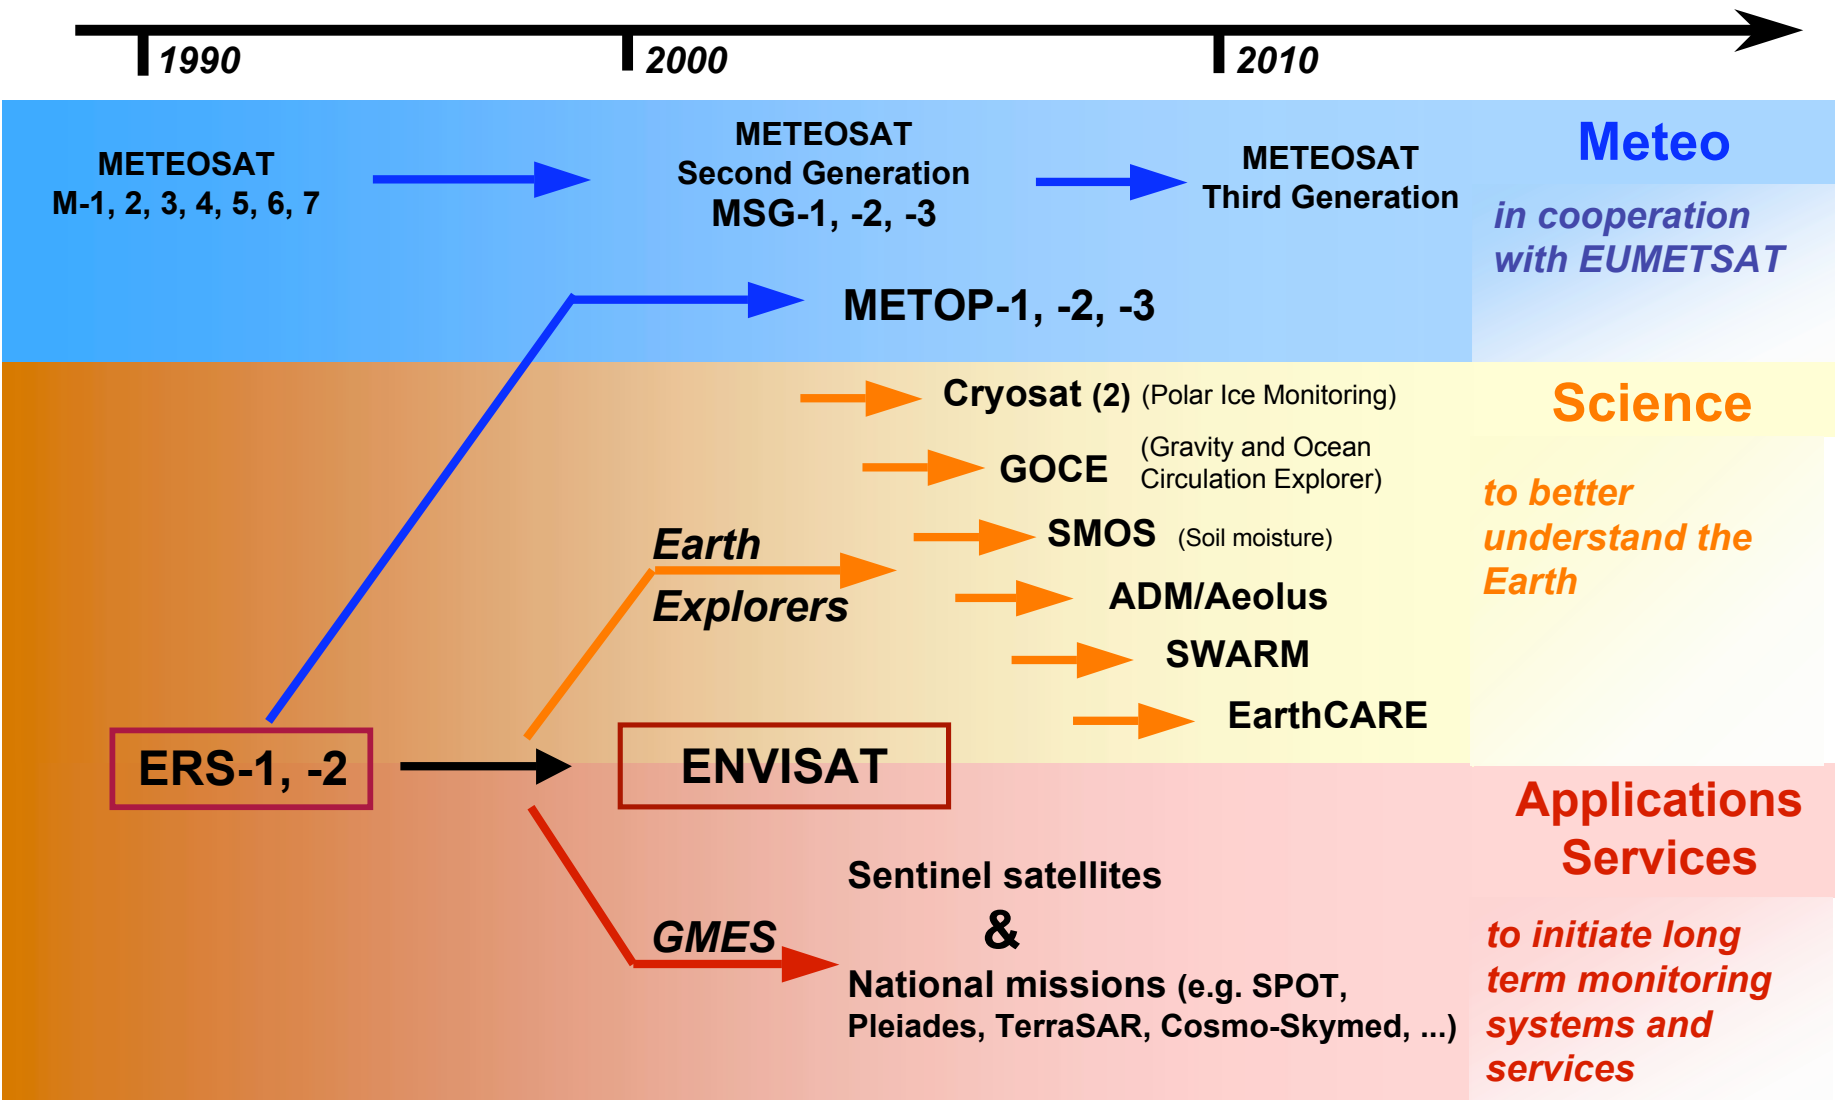 1990
2000
2010
METEOSAT
M-1, 2, 3, 4, 5, 6, 7
METEOSAT
Second Generation
MSG-1, -2, -3
METEOSAT
Third Generation
Meteo
in cooperation
with EUMETSAT
METOP-1, -2, -3
Cryosat (2) (Polar Ice Monitoring)
GOCE
(Gravity and Ocean
Circulation Explorer)
SMOS (Soil moisture)
ADM/Aeolus
SWARM
EarthCARE
Earth
Explorers
Science
to better
understand the
Earth
ERS-1, -2
ENVISAT
GMES
Sentinel satellites
&
National missions (e.g. SPOT,
Pleiades, TerraSAR, Cosmo-Skymed, ...)
Applications
Services
to initiate long
term monitoring
systems and
services